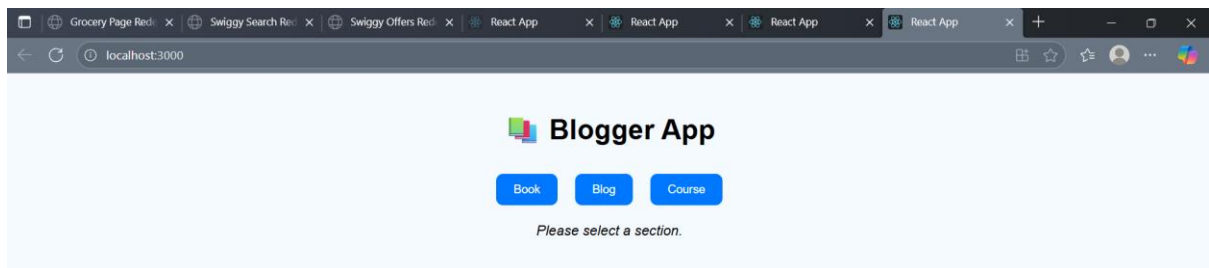 Grocery Page Rede Swiggy Search Red Swiggy Offers Red React App React App React App React App
localhost:3000
Blogger App
Book Blog Course
Please select a section.